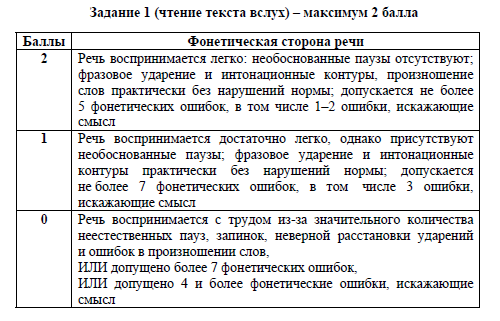 Задание 1 (чтение текста вслух) – максимум 2 балла
Баллы Фонетическая сторона речи
2 Речь воспринимается легко: необоснованные паузы отсутствуют;
фразовое ударение и интонационные контуры, произношение
слов практически без нарушений нормы; допускается не более
5 фонетических ошибок, в том числе 1–2 ошибки, искажающие
смысл
1 Речь воспринимается достаточно легко, однако присутствуют
необоснованные паузы; фразовое ударение и интонационные
контуры практически без нарушений нормы; допускается
не более 7 фонетических ошибок, в том числе 3 ошибки,
искажающие смысл
0 Речь воспринимается с трудом из-за значительного количества
неестественных пауз, запинок, неверной расстановки ударений
и ошибок в произношении слов,
ИЛИ допущено более 7 фонетических ошибок,
ИЛИ допущено 4 и более фонетические ошибки, искажающие
смысл